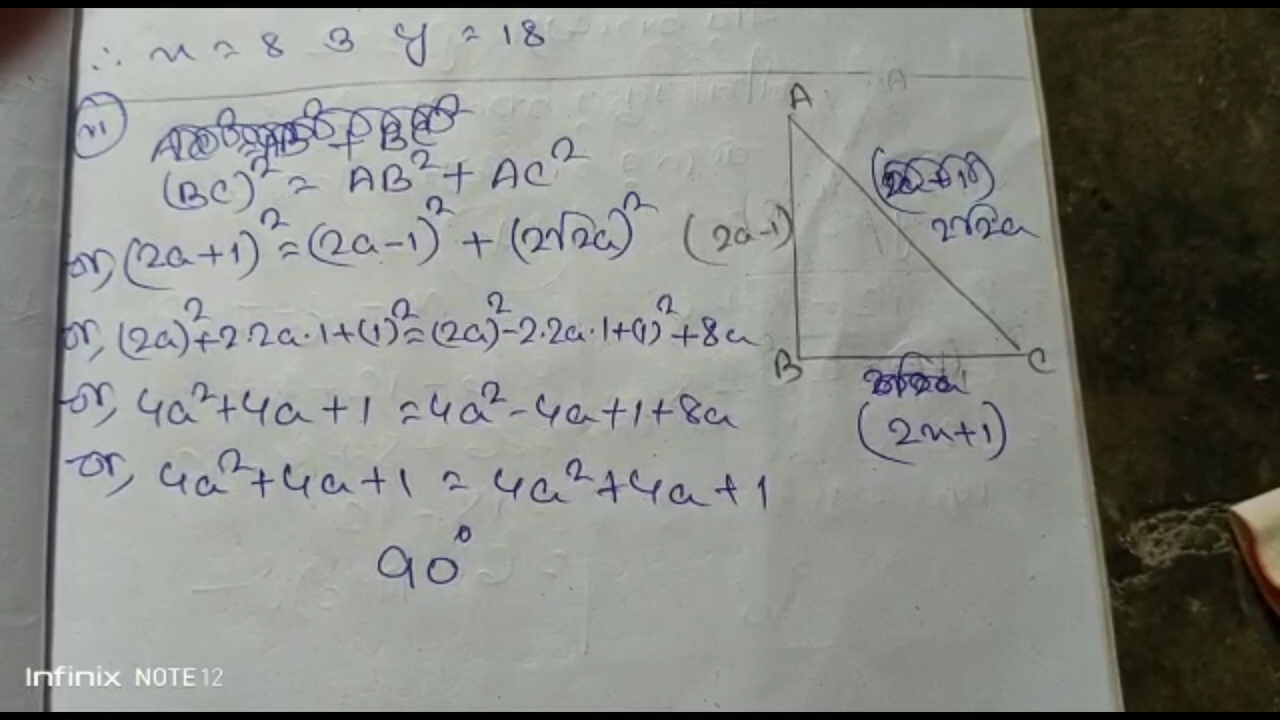 ∴ x = 8 ও y = 18
vi
(BC)² = AB² + AC²
or, (2a+1)² = (2a-1)² + (2√2a)²
or, (2a)²+2.2a.1+(1)² = (2a)²-2.2a.1+(1)²+8a
or, 4a²+4a+1 = 4a²-4a+1+8a
or, 4a²+4a+1 = 4a²+4a+1
90°
A
2√2a
(2a-1)
B
C
(2x+1)
Infinix NOTE 12